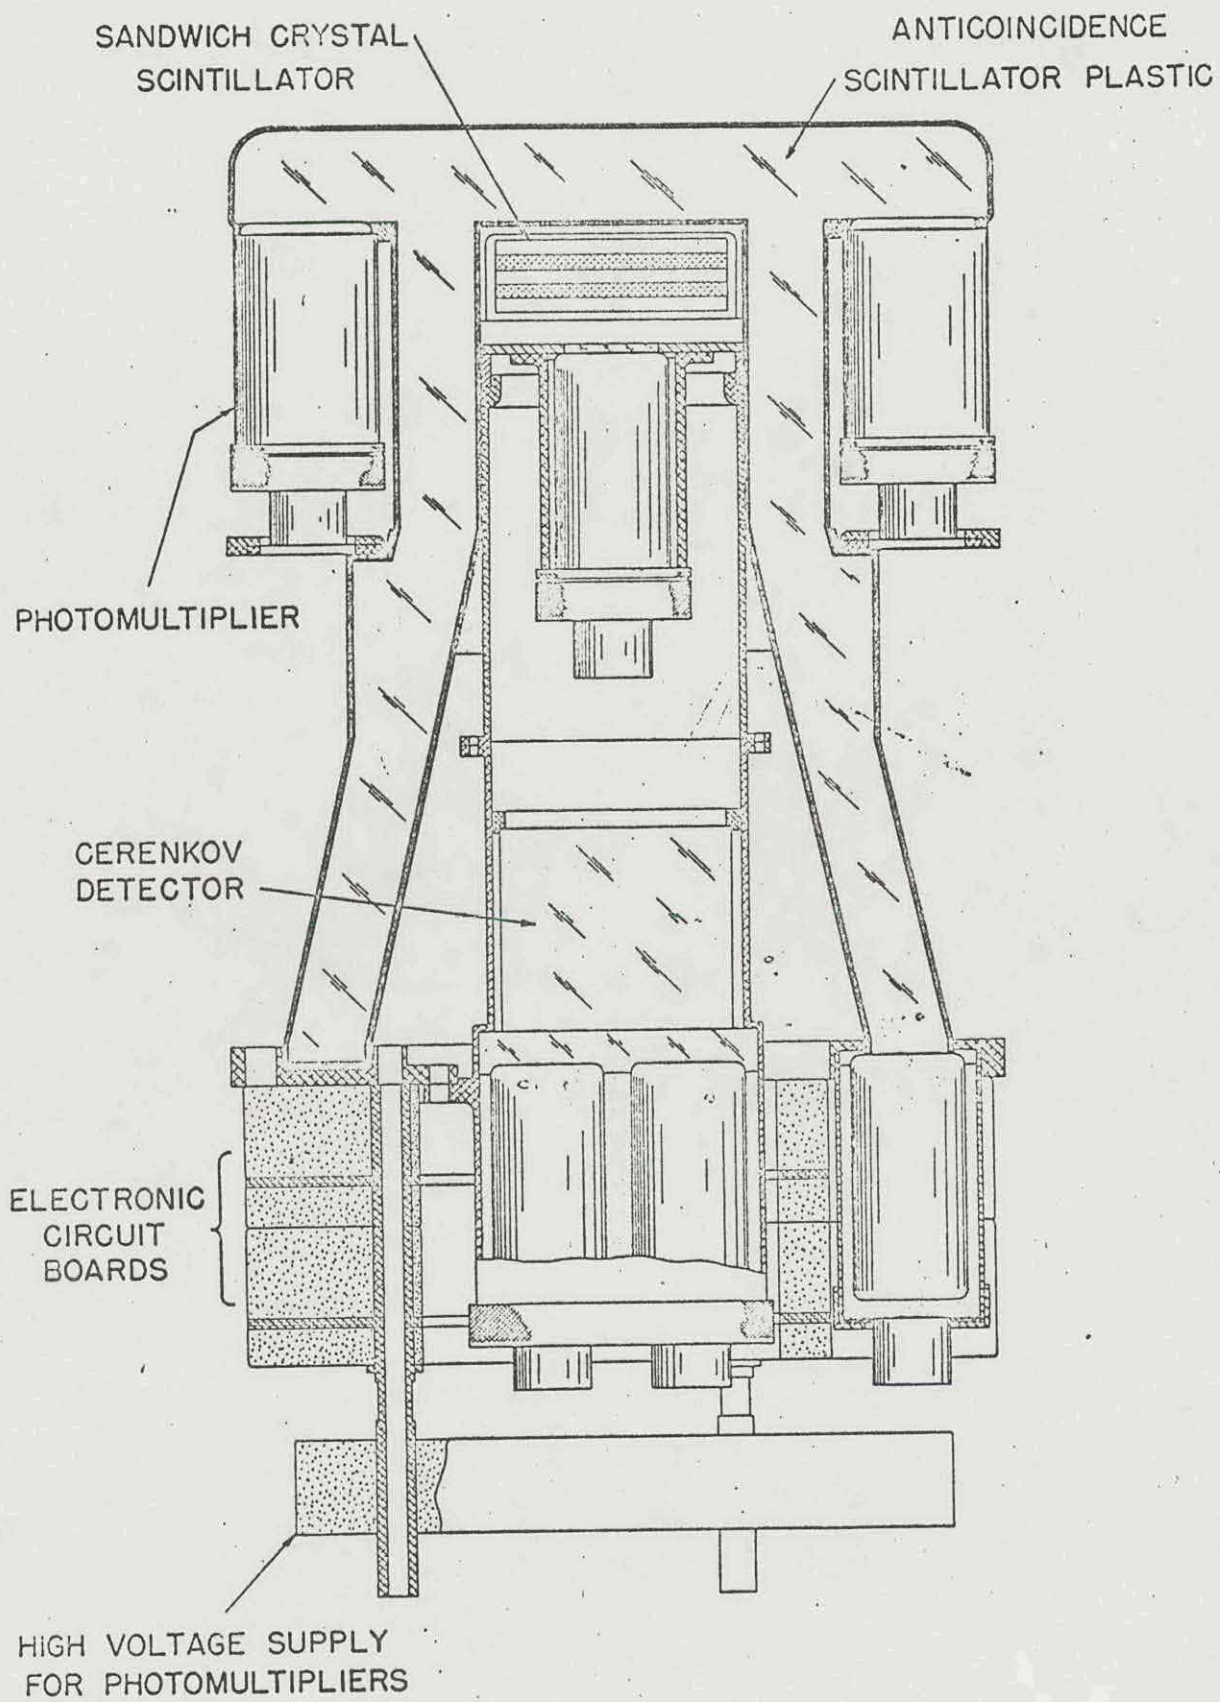 SANDWICH CRYSTAL
SCINTILLATOR
ANTICOINCIDENCE
SCINTILLATOR PLASTIC
PHOTOMULTIPLIER
CERENKOV
DETECTOR
ELECTRONIC
CIRCUIT
BOARDS
HIGH VOLTAGE SUPPLY
FOR PHOTOMULTIPLIERS